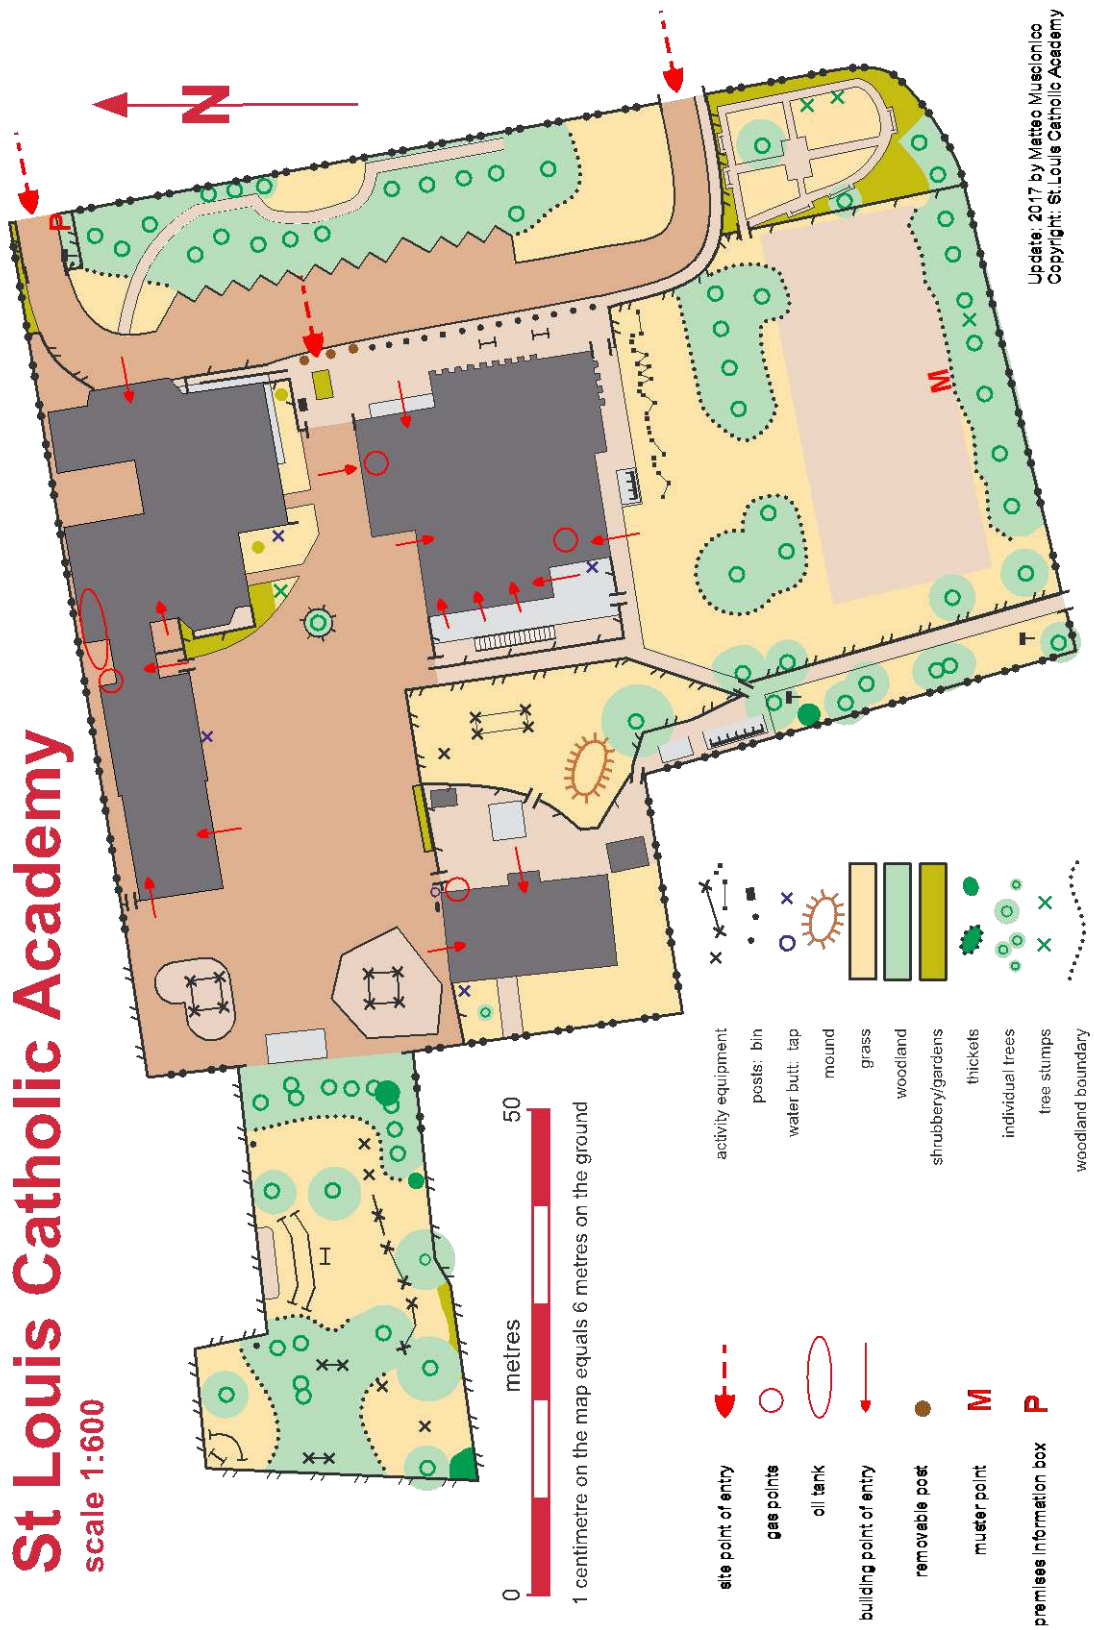 St Louis Catholic Academy
scale 1:600
N
P
M
0
metres
50
1 centimetre on the map equals 6 metres on the ground
site point of entry
gas points
oil tank
building point of entry
removable post
muster point
M
premises information box
P
activity equipment
posts: bin
water butt: tap
mound
grass
woodland
shrubbery/gardens
thickets
individual trees
tree stumps
woodland boundary
Update: 2017 by Matteo Muscionico
Copyright: St.Louis Catholic Academy